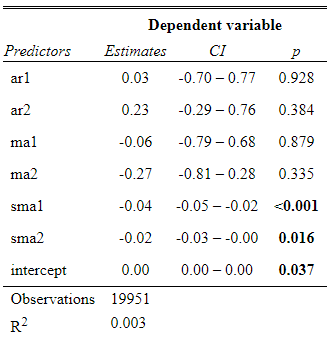 Dependent variable
Predictors Estimates CI p
ar1 0.03 -0.70 – 0.77 0.928
ar2 0.23 -0.29 – 0.76 0.384
ma1 -0.06 -0.79 – 0.68 0.879
ma2 -0.27 -0.81 – 0.28 0.335
sma1 -0.04 -0.05 – -0.02 <0.001
sma2 -0.02 -0.03 – -0.00 0.016
intercept 0.00 0.00 – 0.00 0.037
Observations 19951
R² 0.003